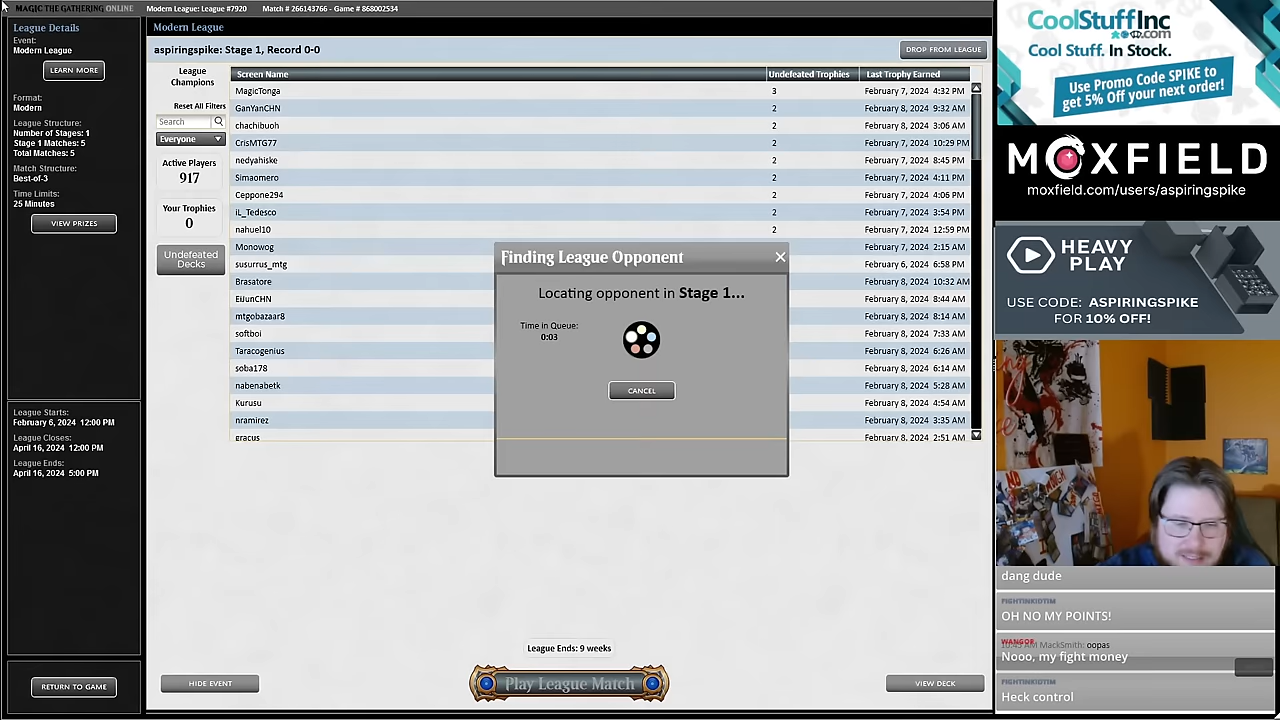 MAGIC THE GATHERING ONLINE
Modern League: League #7920
Match # 266143766 - Game # 868002534
League Details
Event:
Modern League
LEARN MORE
Format:
Modern
League Structure:
Number of Stages: 1
Stage 1 Matches: 5
Total Matches: 5
Match Structure:
Best-of-3
Time Limits:
25 Minutes
VIEW PRIZES
League Starts:
February 6, 2024 12:00 PM
League Closes:
April 16, 2024 12:00 PM
League Ends:
April 16, 2024 5:00 PM
RETURN TO GAME
Modern League
aspiringspike: Stage 1, Record 0-0
DROP FROM LEAGUE
League
Champions
Reset All Filters
Search
Everyone
Active Players
917
Your Trophies
0
Undefeated
Decks
Screen Name Undefeated Trophies Last Trophy Earned
MagicTonga 3 February 7, 2024 4:32 PM
GanYanCHN 2 February 8, 2024 9:32 AM
chachibuoh 2 February 8, 2024 3:06 AM
CrisMTG77 2 February 7, 2024 10:29 PM
nedyahiske 2 February 7, 2024 8:45 PM
Simaomero 2 February 7, 2024 4:11 PM
Ceppone294 2 February 7, 2024 4:06 PM
iL_Tedesco 2 February 7, 2024 3:54 PM
nahuel10 2 February 7, 2024 12:59 PM
Monowog February 7, 2024 2:15 AM
susurrus_mtg February 6, 2024 6:58 PM
Brasatore February 8, 2024 10:32 AM
EiJunCHN February 8, 2024 8:44 AM
mtgobazaar8 February 8, 2024 8:14 AM
softboi February 8, 2024 7:33 AM
Taracogenius February 8, 2024 6:26 AM
soba178 February 8, 2024 6:14 AM
nabenabetk February 8, 2024 5:28 AM
Kurusu February 8, 2024 4:54 AM
nramirez February 8, 2024 3:35 AM
gracus February 8, 2024 2:51 AM
Finding League Opponent
Locating opponent in Stage 1...
Time in Queue:
0:03
CANCEL
League Ends: 9 weeks
HIDE EVENT
Play League Match
VIEW DECK
CoolStuffInc
.com
Cool Stuff. In Stock.
Use Promo Code SPIKE to
get 5% Off your next order!
MOXFIELD
moxfield.com/users/aspiringspike
HEAVY
PLAY
USE CODE: ASPIRINGSPIKE
FOR 10% OFF!
dang dude
FIGHTINKIDTIM
OH NO MY POINTS!
WANGOR
MackSmith: oopas
Nooo, my fight money
FIGHTINKIDTIM
Heck control